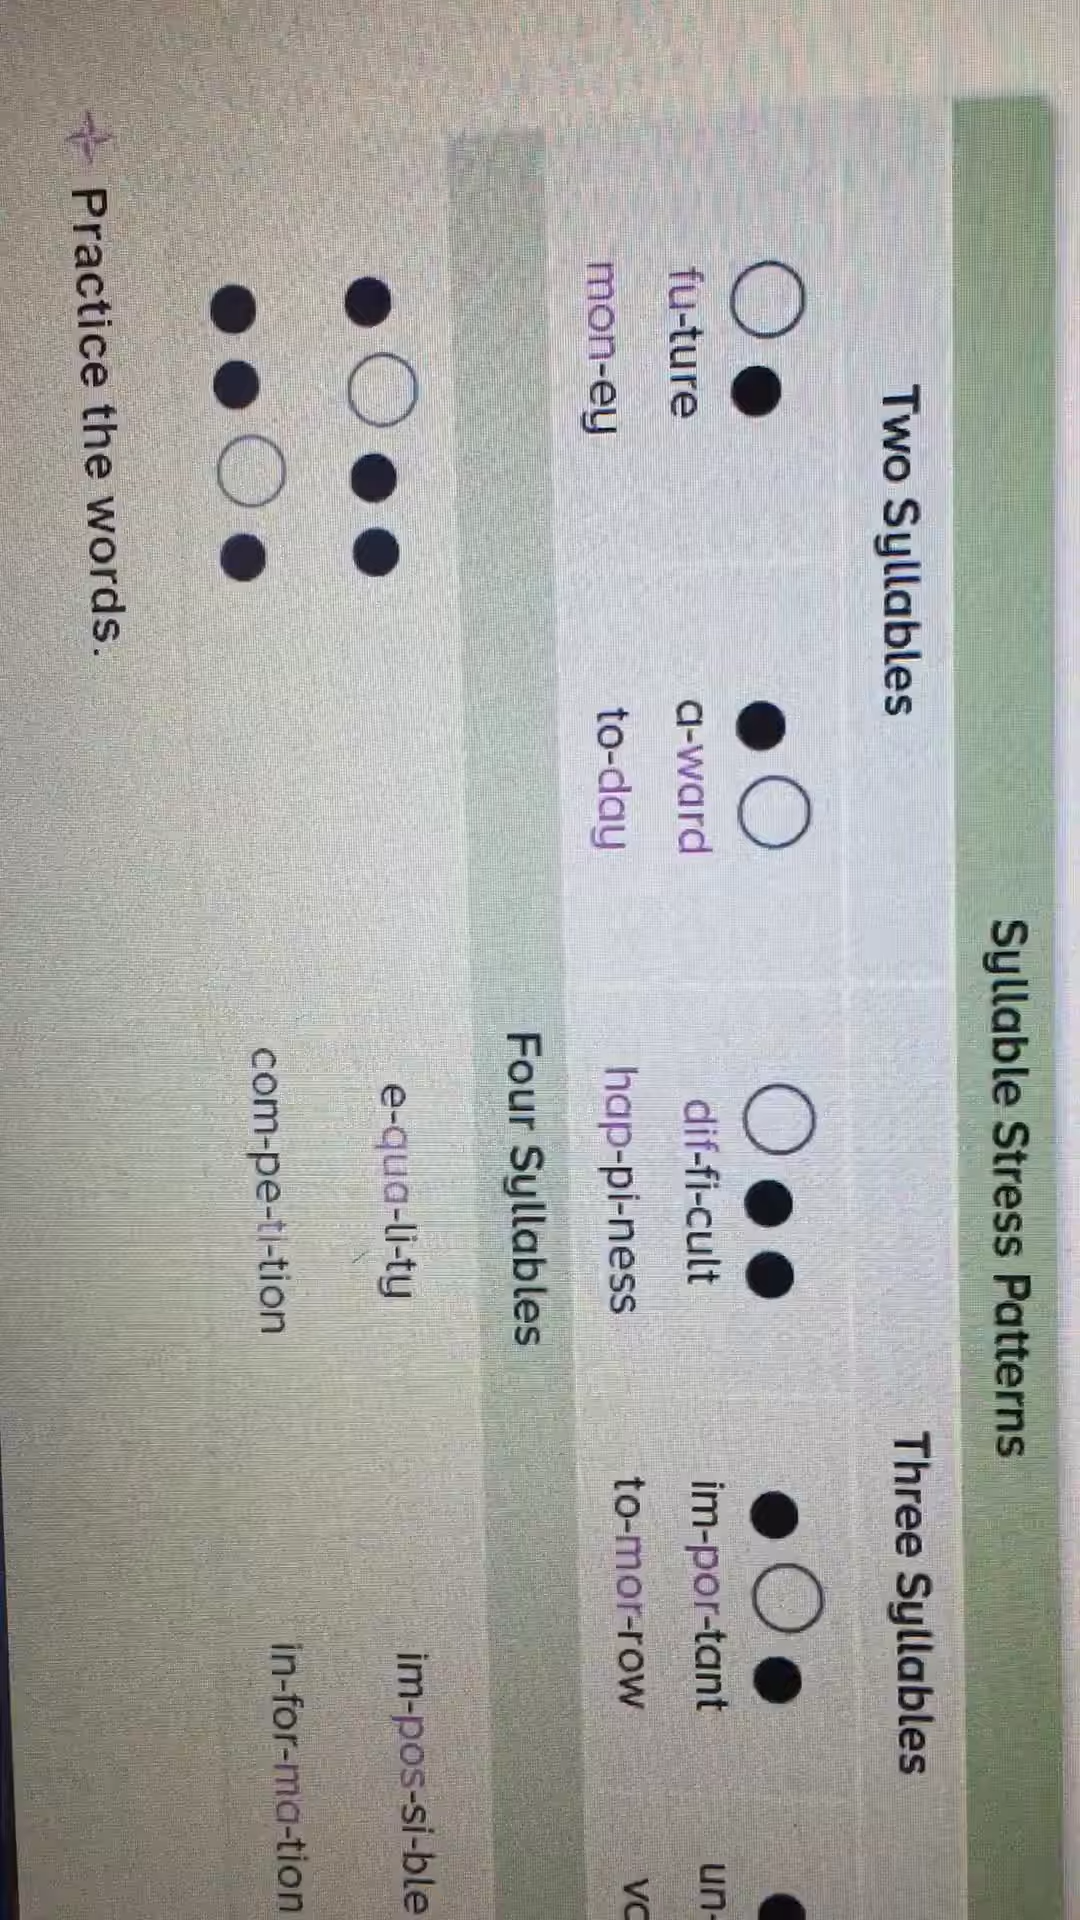 Syllable Stress Patterns
Two Syllables Three Syllables
fu-ture a-ward dif-fi-cult im-por-tant un-
mon-ey to-day hap-pi-ness to-mor-row
Four Syllables
e-qua-li-ty im-pos-si-ble
com-pe-ti-tion in-for-ma-tion
Practice the words.